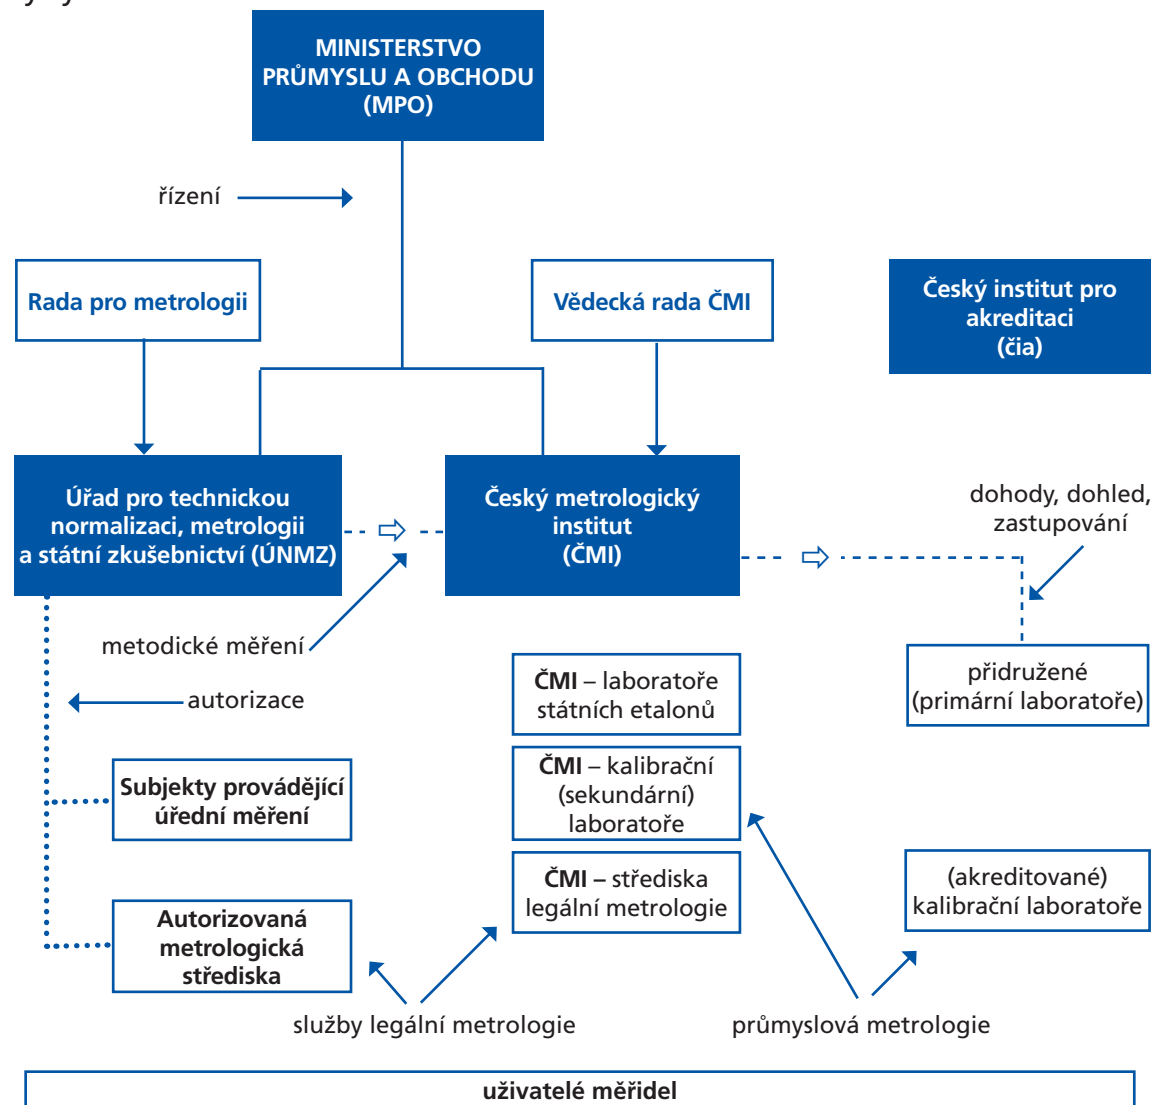 MINISTERSTVO
PRŮMYSLU A OBCHODU
(MPO)
řízení
Rada pro metrologii
Vědecká rada ČMI
Český institut pro
akreditaci
(čia)
Úřad pro technickou
normalizaci, metrologii
a státní zkušebnictví (ÚNMZ)
Český metrologický
institut
(ČMI)
dohody, dohled,
zastupování
metodické měření
autorizace
ČMI – laboratoře
státních etalonů
přidružené
(primární laboratoře)
Subjekty provádějící
úřední měření
ČMI – kalibrační
(sekundární)
laboratoře
ČMI – střediska
legální metrologie
(akreditované)
kalibrační laboratoře
Autorizovaná
metrologická
střediska
služby legální metrologie
průmyslová metrologie
uživatelé měřidel